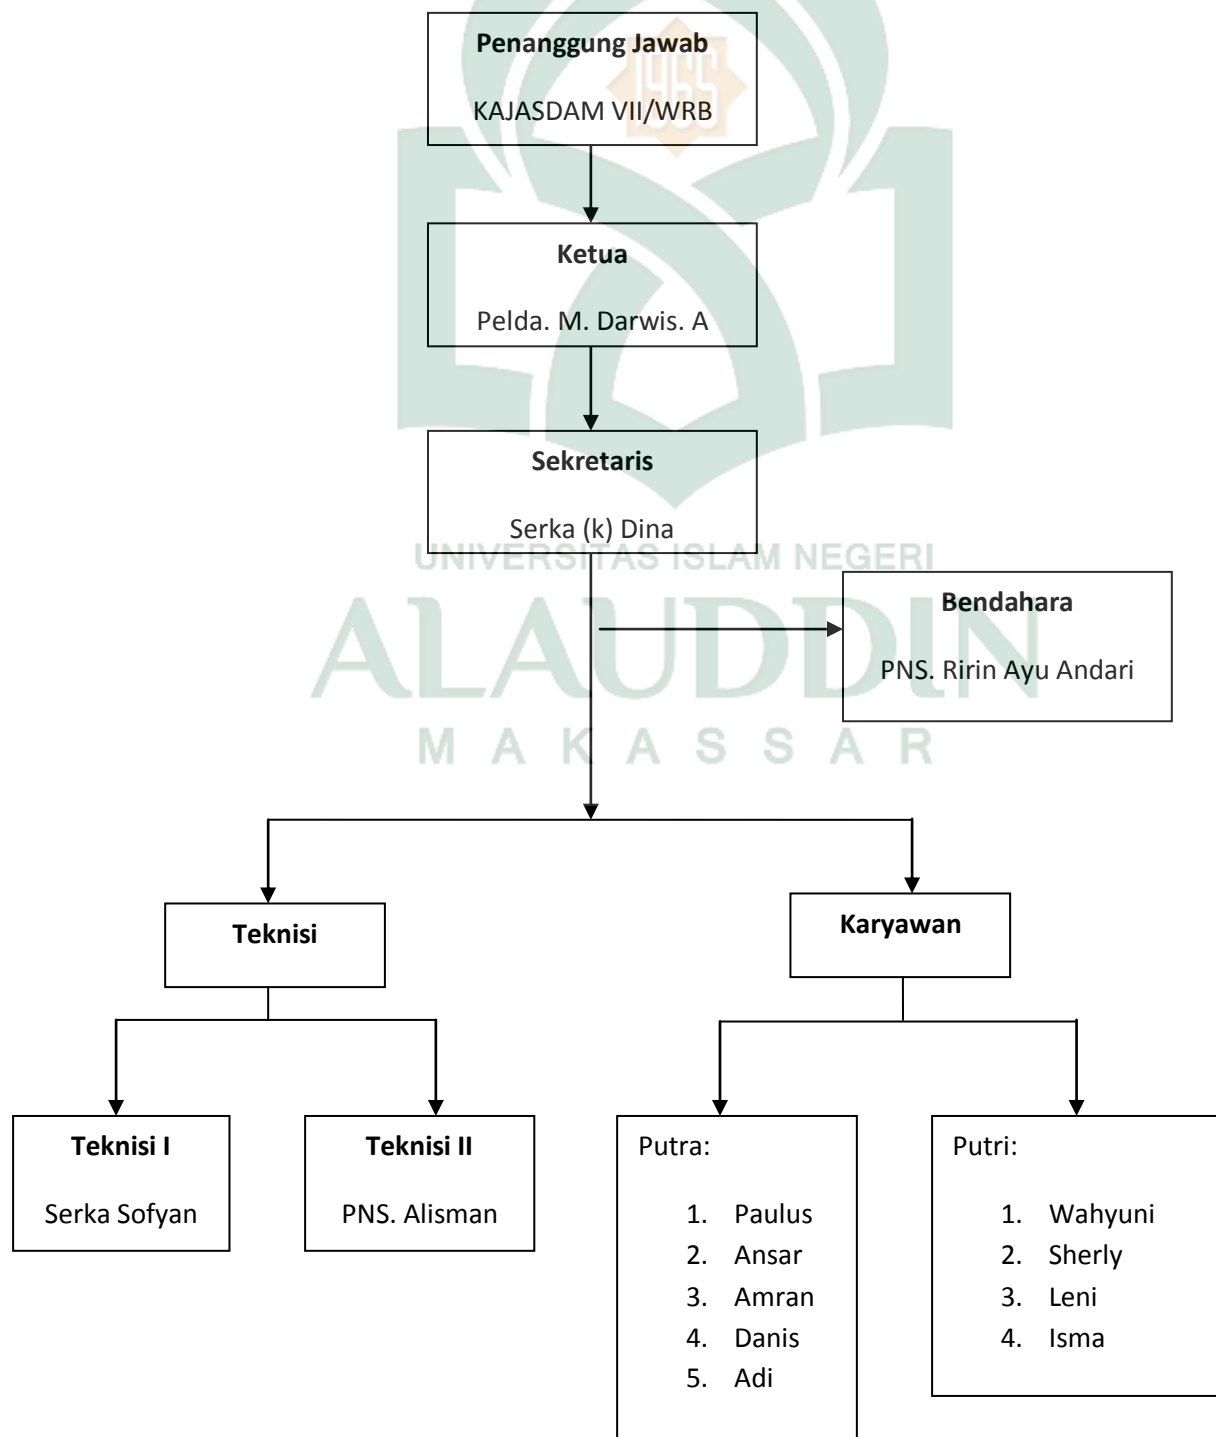 1965
Penanggung Jawab
KAJASDAM VII/WRB
Ketua
Pelda. M. Darwis. A
Sekretaris
Serka (k) Dina
UNIVERSITAS ISLAM NEGERI
ALAUDDIN
MAKASSAR
Bendahara
PNS. Ririn Ayu Andari
Teknisi
Karyawan
Teknisi I
Serka Sofyan
Teknisi II
PNS. Alisman
Putra:
1. Paulus
2. Ansar
3. Amran
4. Danis
5. Adi
Putri:
1. Wahyuni
2. Sherly
3. Leni
4. Isma